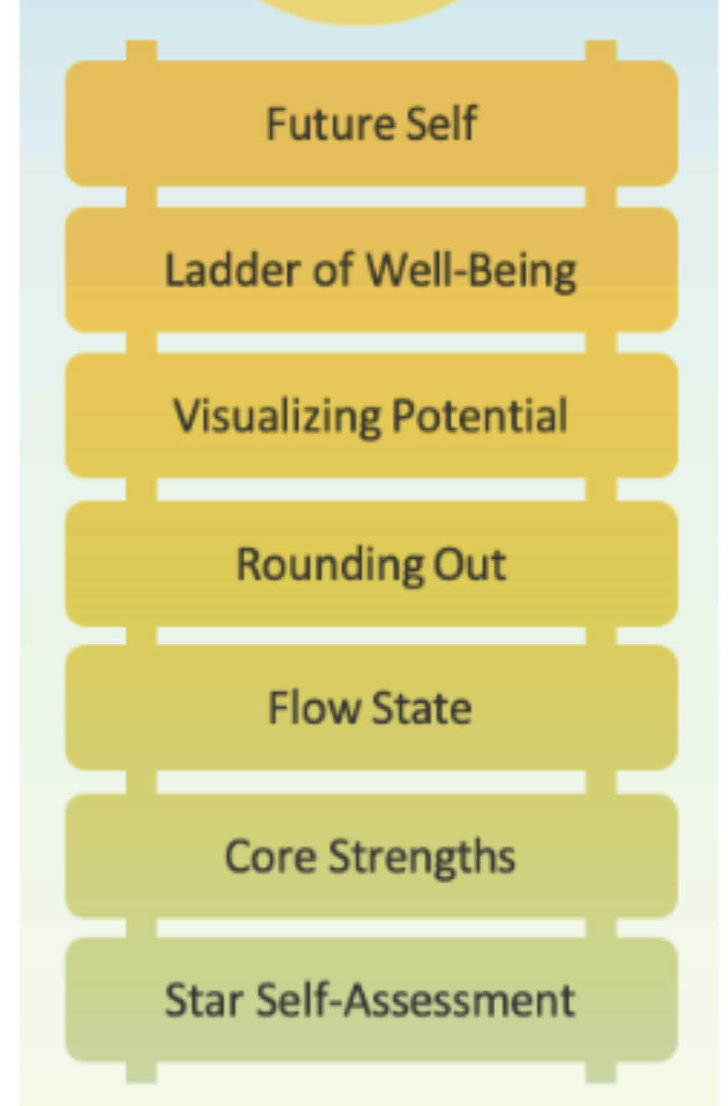 Future Self
Ladder of Well-Being
Visualizing Potential
Rounding Out
Flow State
Core Strengths
Star Self-Assessment